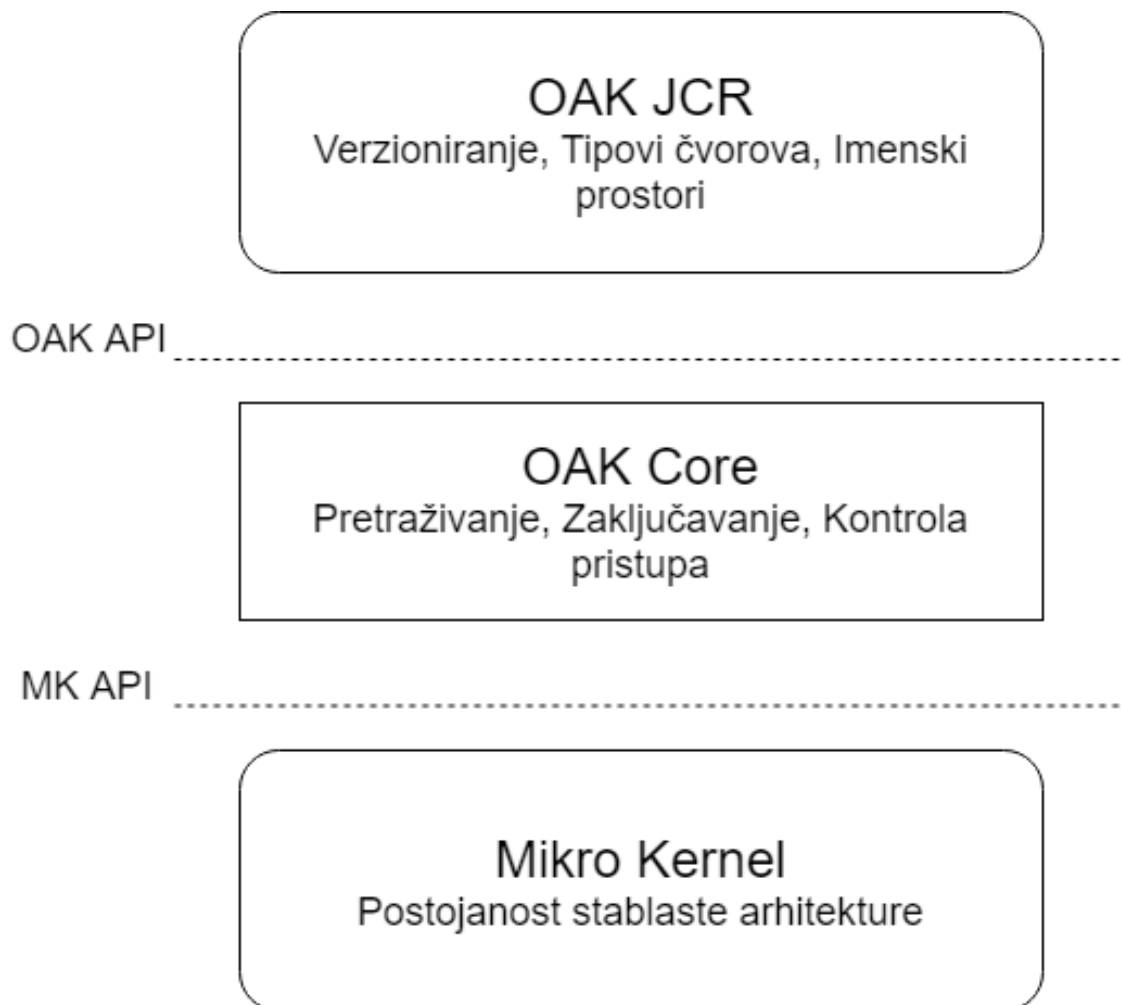 OAK JCR
Verzioniranje, Tipovi čvorova, Imenski
prostori
OAK API
OAK Core
Pretraživanje, Zaključavanje, Kontrola
pristupa
MK API
Mikro Kernel
Postojanost stablaste arhitekture